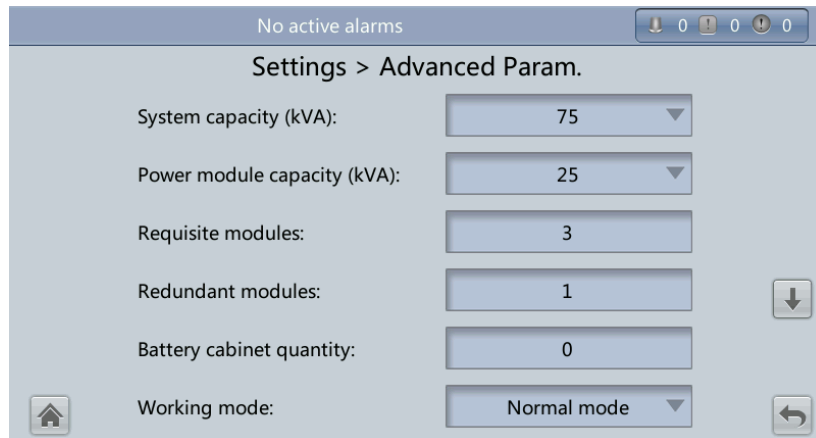 No active alarms 0 0 0
Settings > Advanced Param.
System capacity (kVA): 75
Power module capacity (kVA): 25
Requisite modules: 3
Redundant modules: 1
Battery cabinet quantity: 0
Working mode: Normal mode